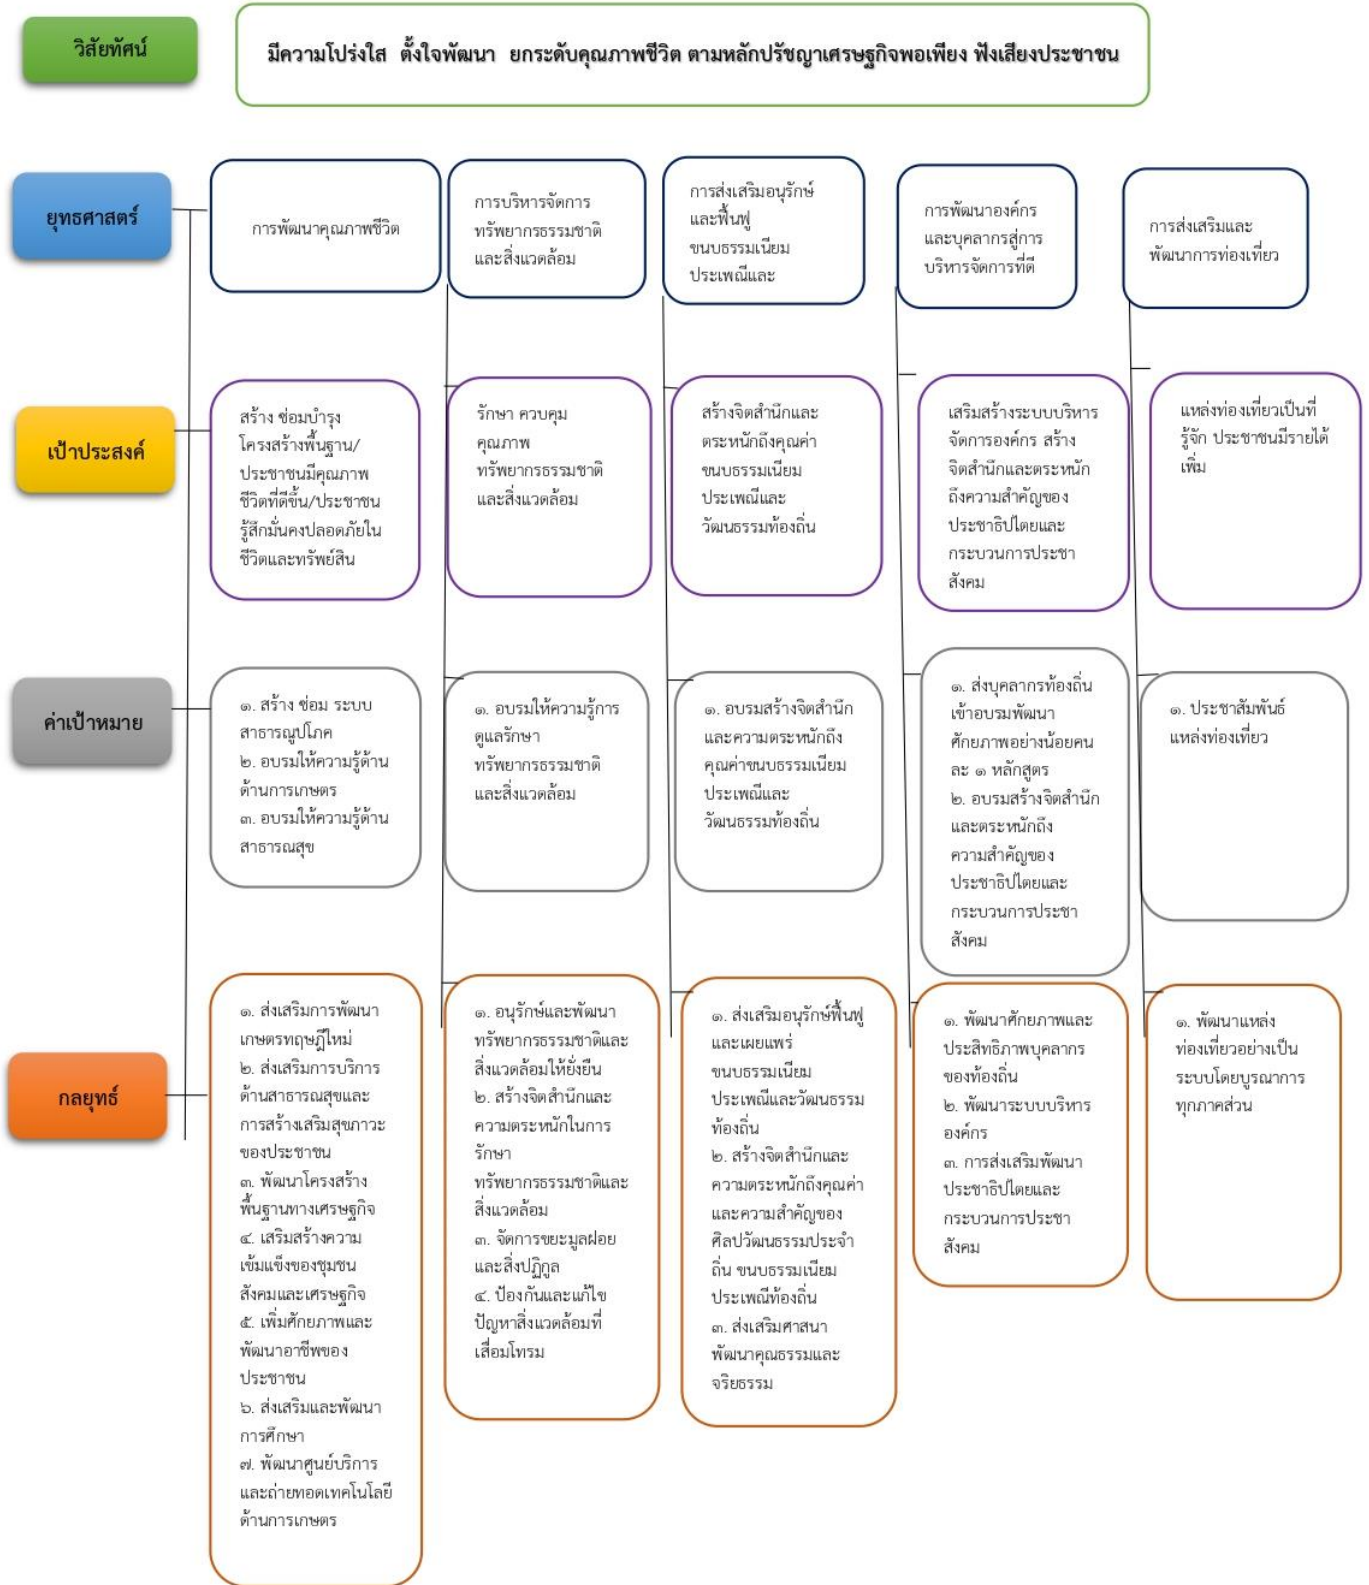 วิสัยทัศน์
มีความโปร่งใส ตั้งใจพัฒนา ยกระดับคุณภาพชีวิต ตามหลักปรัชญาเศรษฐกิจพอเพียง ฟังเสียงประชาชน
ยุทธศาสตร์
การพัฒนาคุณภาพชีวิต
การบริหารจัดการ
ทรัพยากรธรรมชาติ
และสิ่งแวดล้อม
การส่งเสริมอนุรักษ์
และฟื้นฟู
ขนบธรรมเนียม
ประเพณีและ
การพัฒนาองค์กร
และบุคลากรสู่การ
บริหารจัดการที่ดี
การส่งเสริมและ
พัฒนาการท่องเที่ยว
เป้าประสงค์
สร้าง ซ่อมบำรุง
โครงสร้างพื้นฐาน/
ประชาชนมีคุณภาพ
ชีวิตที่ดีขึ้น/ประชาชน
รู้สึกมั่นคงปลอดภัยใน
ชีวิตและทรัพย์สิน
รักษา ควบคุม
คุณภาพ
ทรัพยากรธรรมชาติ
และสิ่งแวดล้อม
สร้างจิตสำนึกและ
ตระหนักถึงคุณค่า
ขนบธรรมเนียม
ประเพณีและ
วัฒนธรรมท้องถิ่น
เสริมสร้างระบบบริหาร
จัดการองค์กร สร้าง
จิตสำนึกและตระหนัก
ถึงความสำคัญของ
ประชาธิปไตยและ
กระบวนการประชา
สังคม
แหล่งท่องเที่ยวเป็นที่
รู้จัก ประชาชนมีรายได้
เพิ่ม
ค่าเป้าหมาย
๑. สร้าง ซ่อม ระบบ
สาธารณูปโภค
๒. อบรมให้ความรู้ด้าน
ด้านการเกษตร
๓. อบรมให้ความรู้ด้าน
สาธารณสุข
๑. อบรมให้ความรู้การ
ดูแลรักษา
ทรัพยากรธรรมชาติ
และสิ่งแวดล้อม
๑. อบรมสร้างจิตสำนึก
และความตระหนักถึง
คุณค่าขนบธรรมเนียม
ประเพณีและ
วัฒนธรรมท้องถิ่น
๑. ส่งบุคลากรท้องถิ่น
เข้าอบรมพัฒนา
ศักยภาพอย่างน้อยคน
ละ ๑ หลักสูตร
๒. อบรมสร้างจิตสำนึก
และตระหนักถึง
ความสำคัญของ
ประชาธิปไตยและ
กระบวนการประชา
สังคม
๑. ประชาสัมพันธ์
แหล่งท่องเที่ยว
กลยุทธ์
๑. ส่งเสริมการพัฒนา
เกษตรทฤษฎีใหม่
๒. ส่งเสริมการบริการ
ด้านสาธารณสุขและ
การสร้างเสริมสุขภาวะ
ของประชาชน
๓. พัฒนาโครงสร้าง
พื้นฐานทางเศรษฐกิจ
๔. เสริมสร้างความ
เข้มแข็งของชุมชน
สังคมและเศรษฐกิจ
๕. เพิ่มศักยภาพและ
พัฒนาอาชีพของ
ประชาชน
๖. ส่งเสริมและพัฒนา
การศึกษา
๗. พัฒนาศูนย์บริการ
และถ่ายทอดเทคโนโลยี
ด้านการเกษตร
๑. อนุรักษ์และพัฒนา
ทรัพยากรธรรมชาติและ
สิ่งแวดล้อมให้ยั่งยืน
๒. สร้างจิตสำนึกและ
ความตระหนักในการ
รักษา
ทรัพยากรธรรมชาติและ
สิ่งแวดล้อม
๓. จัดการขยะมูลฝอย
และสิ่งปฏิกูล
๔. ป้องกันและแก้ไข
ปัญหาสิ่งแวดล้อมที่
เสื่อมโทรม
๑. ส่งเสริมอนุรักษ์ฟื้นฟู
และเผยแพร่
ขนบธรรมเนียม
ประเพณีและวัฒนธรรม
ท้องถิ่น
๒. สร้างจิตสำนึกและ
ความตระหนักถึงคุณค่า
และความสำคัญของ
ศิลปวัฒนธรรมประจำ
ถิ่น ขนบธรรมเนียม
ประเพณีท้องถิ่น
๓. ส่งเสริมศาสนา
พัฒนาคุณธรรมและ
จริยธรรม
๑. พัฒนาศักยภาพและ
ประสิทธิภาพบุคลากร
ของท้องถิ่น
๒. พัฒนาระบบบริหาร
องค์กร
๓. การส่งเสริมพัฒนา
ประชาธิปไตยและ
กระบวนการประชา
สังคม
๑. พัฒนาแหล่ง
ท่องเที่ยวอย่างเป็น
ระบบโดยบูรณาการ
ทุกภาคส่วน